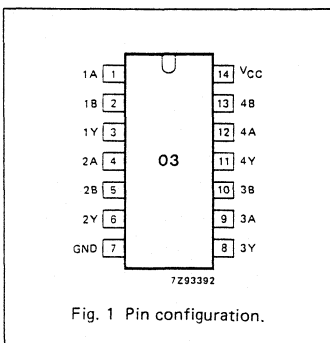 1A 1 14 VCC
1B 2 13 4B
1Y 3 12 4A
2A 4 03 11 4Y
2B 5 10 3B
2Y 6 9 3A
GND 7 8 3Y
7Z93392
Fig. 1 Pin configuration.